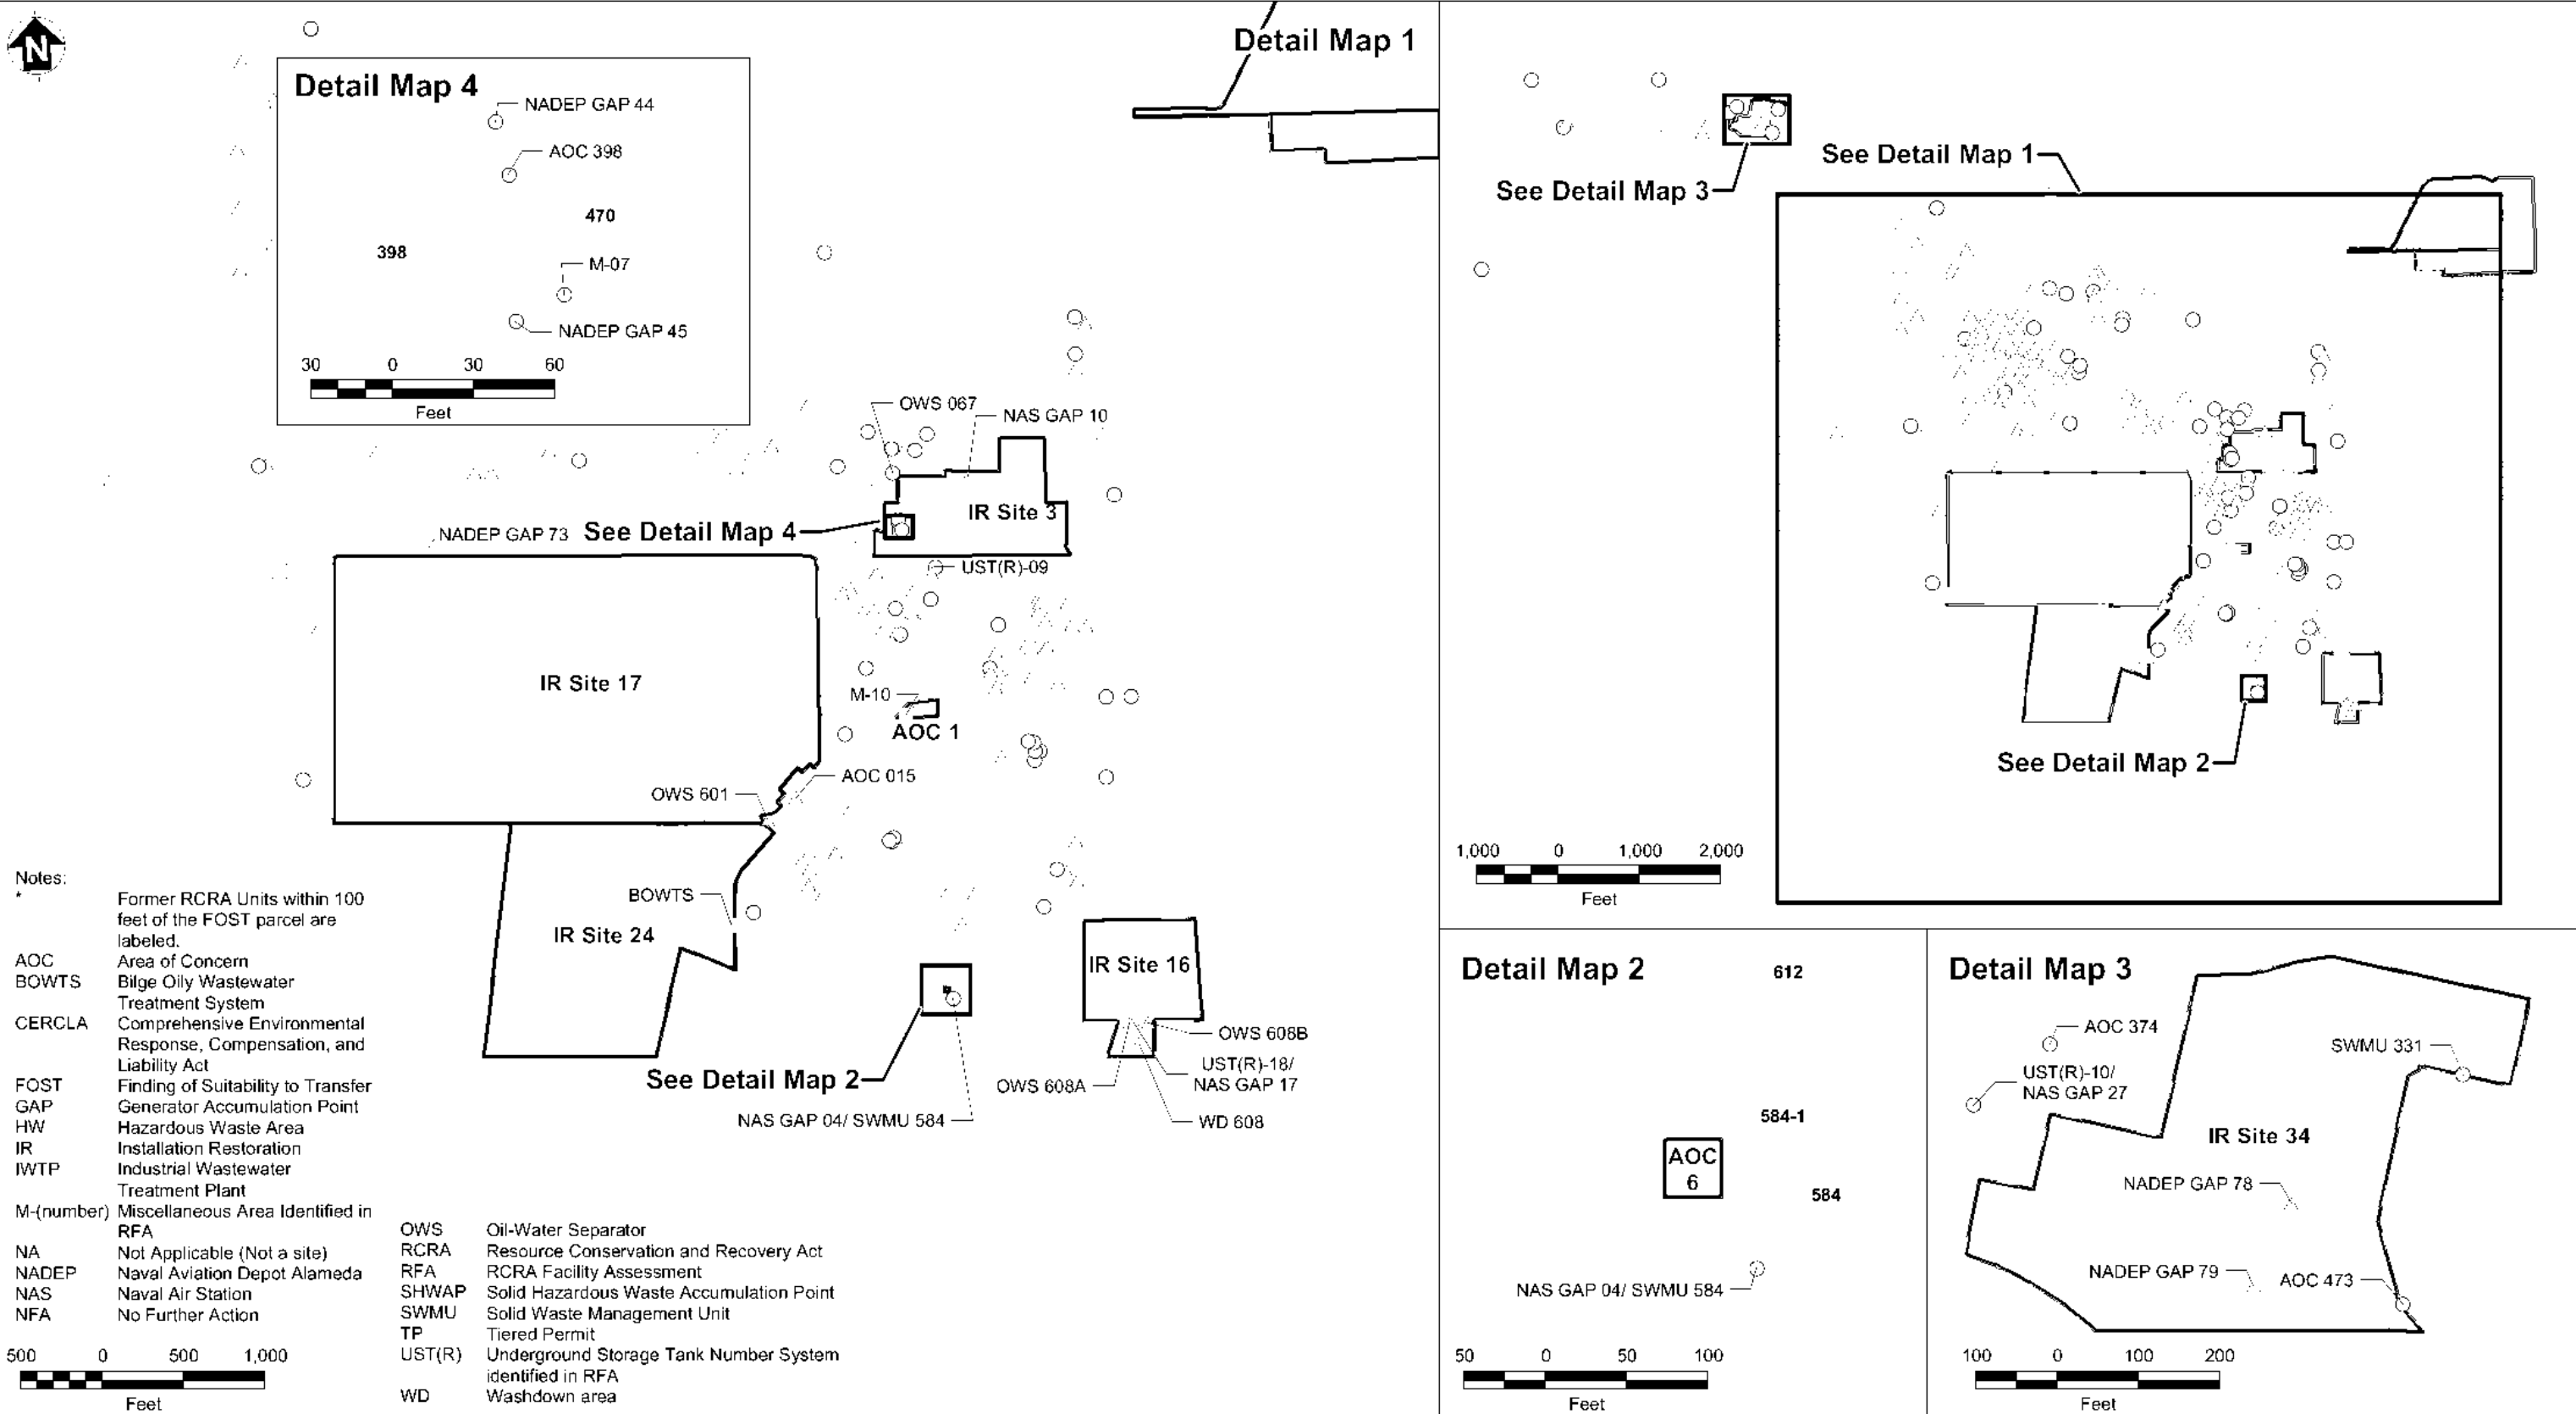 N
Detail Map 4
NADEP GAP 44
AOC 398
470
398
M-07
NADEP GAP 45
30 0 30 60
Feet
Detail Map 1
OWS 067
NAS GAP 10
IR Site 3
NADEP GAP 73
See Detail Map 4
UST(R)-09
IR Site 17
M-10
AOC 1
AOC 015
OWS 601
BOWTS
IR Site 24
IR Site 16
See Detail Map 2
NAS GAP 04/ SWMU 584
OWS 608A
OWS 608B
UST(R)-18/
NAS GAP 17
WD 608
Notes:
* Former RCRA Units within 100
feet of the FOST parcel are
labeled.
AOC Area of Concern
BOWTS Bilge Oily Wastewater
Treatment System
CERCLA Comprehensive Environmental
Response, Compensation, and
Liability Act
FOST Finding of Suitability to Transfer
GAP Generator Accumulation Point
HW Hazardous Waste Area
IR Installation Restoration
IWTP Industrial Wastewater
Treatment Plant
M-(number) Miscellaneous Area Identified in
RFA
NA Not Applicable (Not a site)
NADEP Naval Aviation Depot Alameda
NAS Naval Air Station
NFA No Further Action
OWS Oil-Water Separator
RCRA Resource Conservation and Recovery Act
RFA RCRA Facility Assessment
SHWAP Solid Hazardous Waste Accumulation Point
SWMU Solid Waste Management Unit
TP Tiered Permit
UST(R) Underground Storage Tank Number System
identified in RFA
WD Washdown area
500 0 500 1,000
Feet
See Detail Map 1
See Detail Map 3
See Detail Map 2
1,000 0 1,000 2,000
Feet
Detail Map 2
612
584-1
AOC
6
584
NAS GAP 04/ SWMU 584
50 0 50 100
Feet
Detail Map 3
AOC 374
SWMU 331
UST(R)-10/
NAS GAP 27
IR Site 34
NADEP GAP 78
NADEP GAP 79
AOC 473
100 0 100 200
Feet